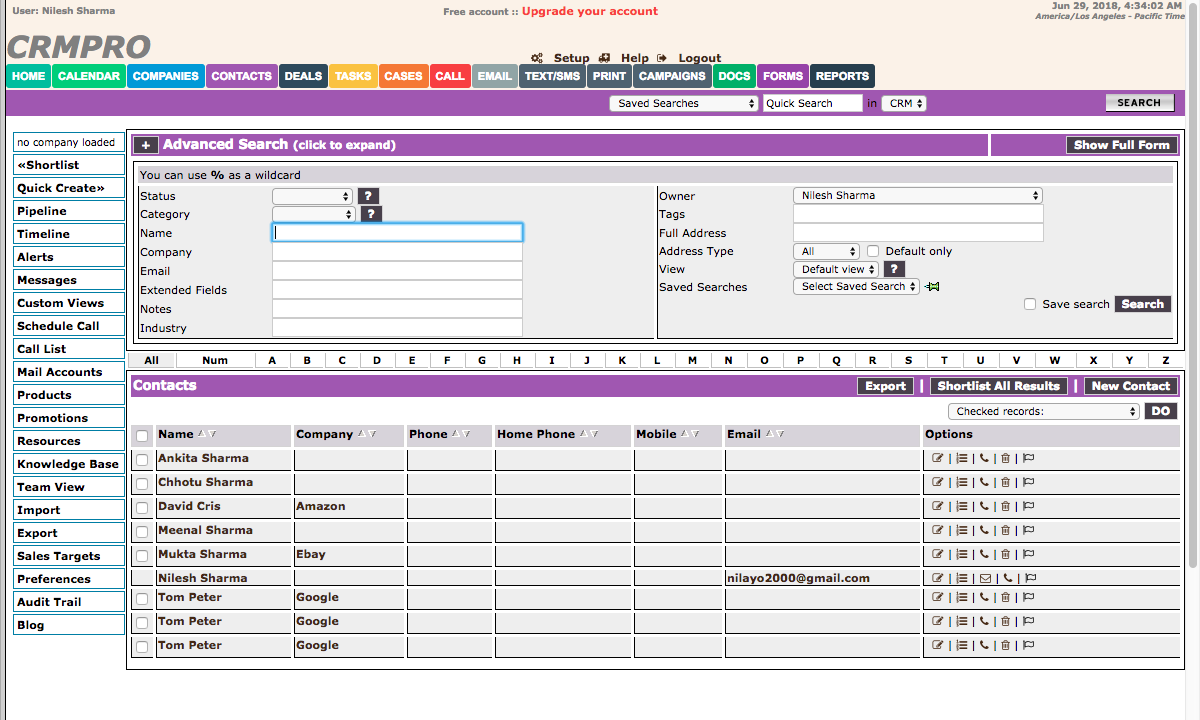 User: Nilesh Sharma
Free account :: Upgrade your account
Jun 29, 2018, 4:34:02 AM
America/Los Angeles - Pacific Time
CRMPRO
Setup Help Logout
HOME CALENDAR COMPANIES CONTACTS DEALS TASKS CASES CALL EMAIL TEXT/SMS PRINT CAMPAIGNS DOCS FORMS REPORTS
Saved Searches Quick Search in CRM SEARCH
no company loaded
«Shortlist
Quick Create»
Pipeline
Timeline
Alerts
Messages
Custom Views
Schedule Call
Call List
Mail Accounts
Products
Promotions
Resources
Knowledge Base
Team View
Import
Export
Sales Targets
Preferences
Audit Trail
Blog
+ Advanced Search (click to expand) Show Full Form
You can use % as a wildcard
Status ?
Category ?
Name
Company
Email
Extended Fields
Notes
Industry
Owner Nilesh Sharma
Tags
Full Address
Address Type All Default only
View Default view ?
Saved Searches Select Saved Search
Save search Search
All Num A B C D E F G H I J K L M N O P Q R S T U V W X Y Z
Contacts Export | Shortlist All Results | New Contact
Checked records: DO
Name Company Phone Home Phone Mobile Email Options
Ankita Sharma
Chhotu Sharma
David Cris Amazon
Meenal Sharma
Mukta Sharma Ebay
Nilesh Sharma nilayo2000@gmail.com
Tom Peter Google
Tom Peter Google
Tom Peter Google